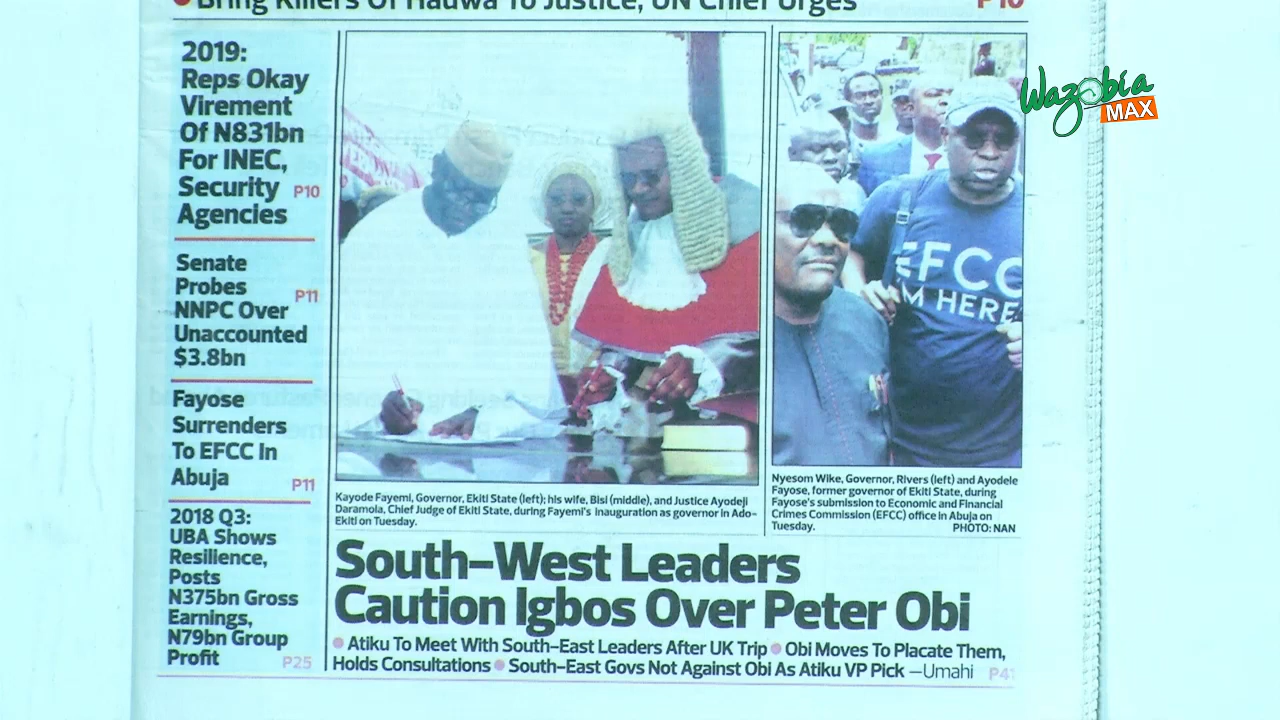 Bring Killers Of Hauwa To Justice, UN Chief Urges P10
2019:
Reps Okay
Virement
Of N831bn
For INEC,
Security P10
Agencies
Senate
Probes P11
NNPC Over
Unaccounted
$3.8bn
Fayose
Surrenders
To EFCC In
Abuja P11
2018 Q3:
UBA Shows
Resilience,
Posts
N375bn Gross
Earnings,
N79bn Group
Profit P25
EFCC
M HERE
Wazobia
MAX
Kayode Fayemi, Governor, Ekiti State (left); his wife, Bisi (middle), and Justice Ayodeji
Daramola, Chief Judge of Ekiti State, during Fayemi's inauguration as governor in Ado-
Ekiti on Tuesday.
Nyesom Wike, Governor, Rivers (left) and Ayodele
Fayose, former governor of Ekiti State, during
Fayose's submission to Economic and Financial
Crimes Commission (EFCC) office in Abuja on
Tuesday. PHOTO: NAN
South-West Leaders
Caution Igbos Over Peter Obi
• Atiku To Meet With South-East Leaders After UK Trip • Obi Moves To Placate Them,
Holds Consultations • South-East Govs Not Against Obi As Atiku VP Pick —Umahi P41